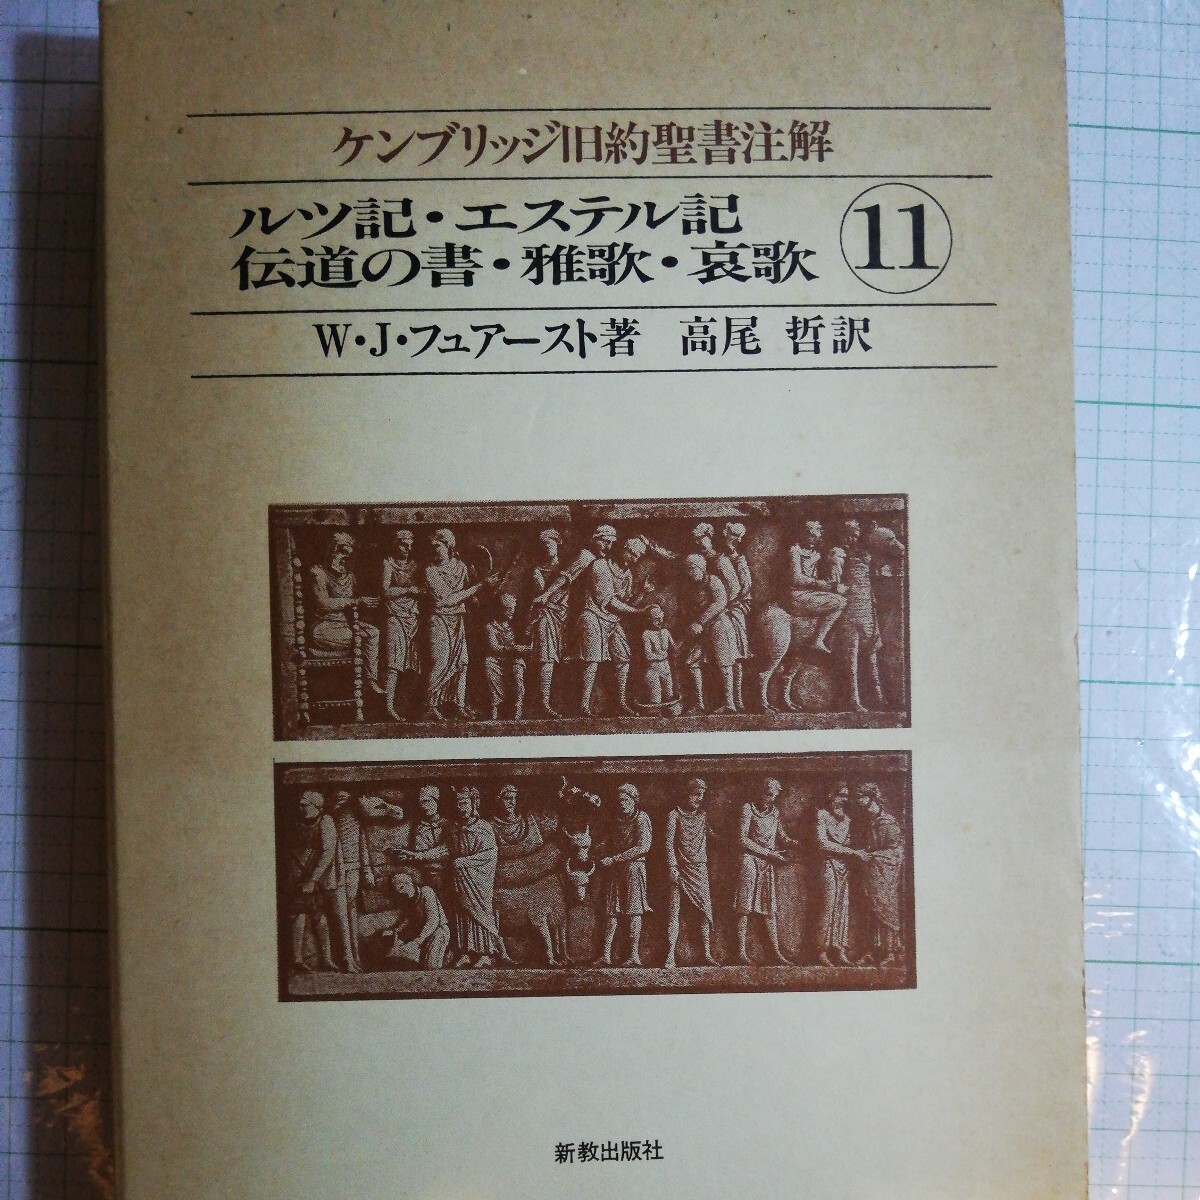 ケンブリッジ旧約聖書注解
ルツ記・エステル記
伝道の書・雅歌・哀歌
11
W・J・フュアースト著 高尾 哲訳
新教出版社